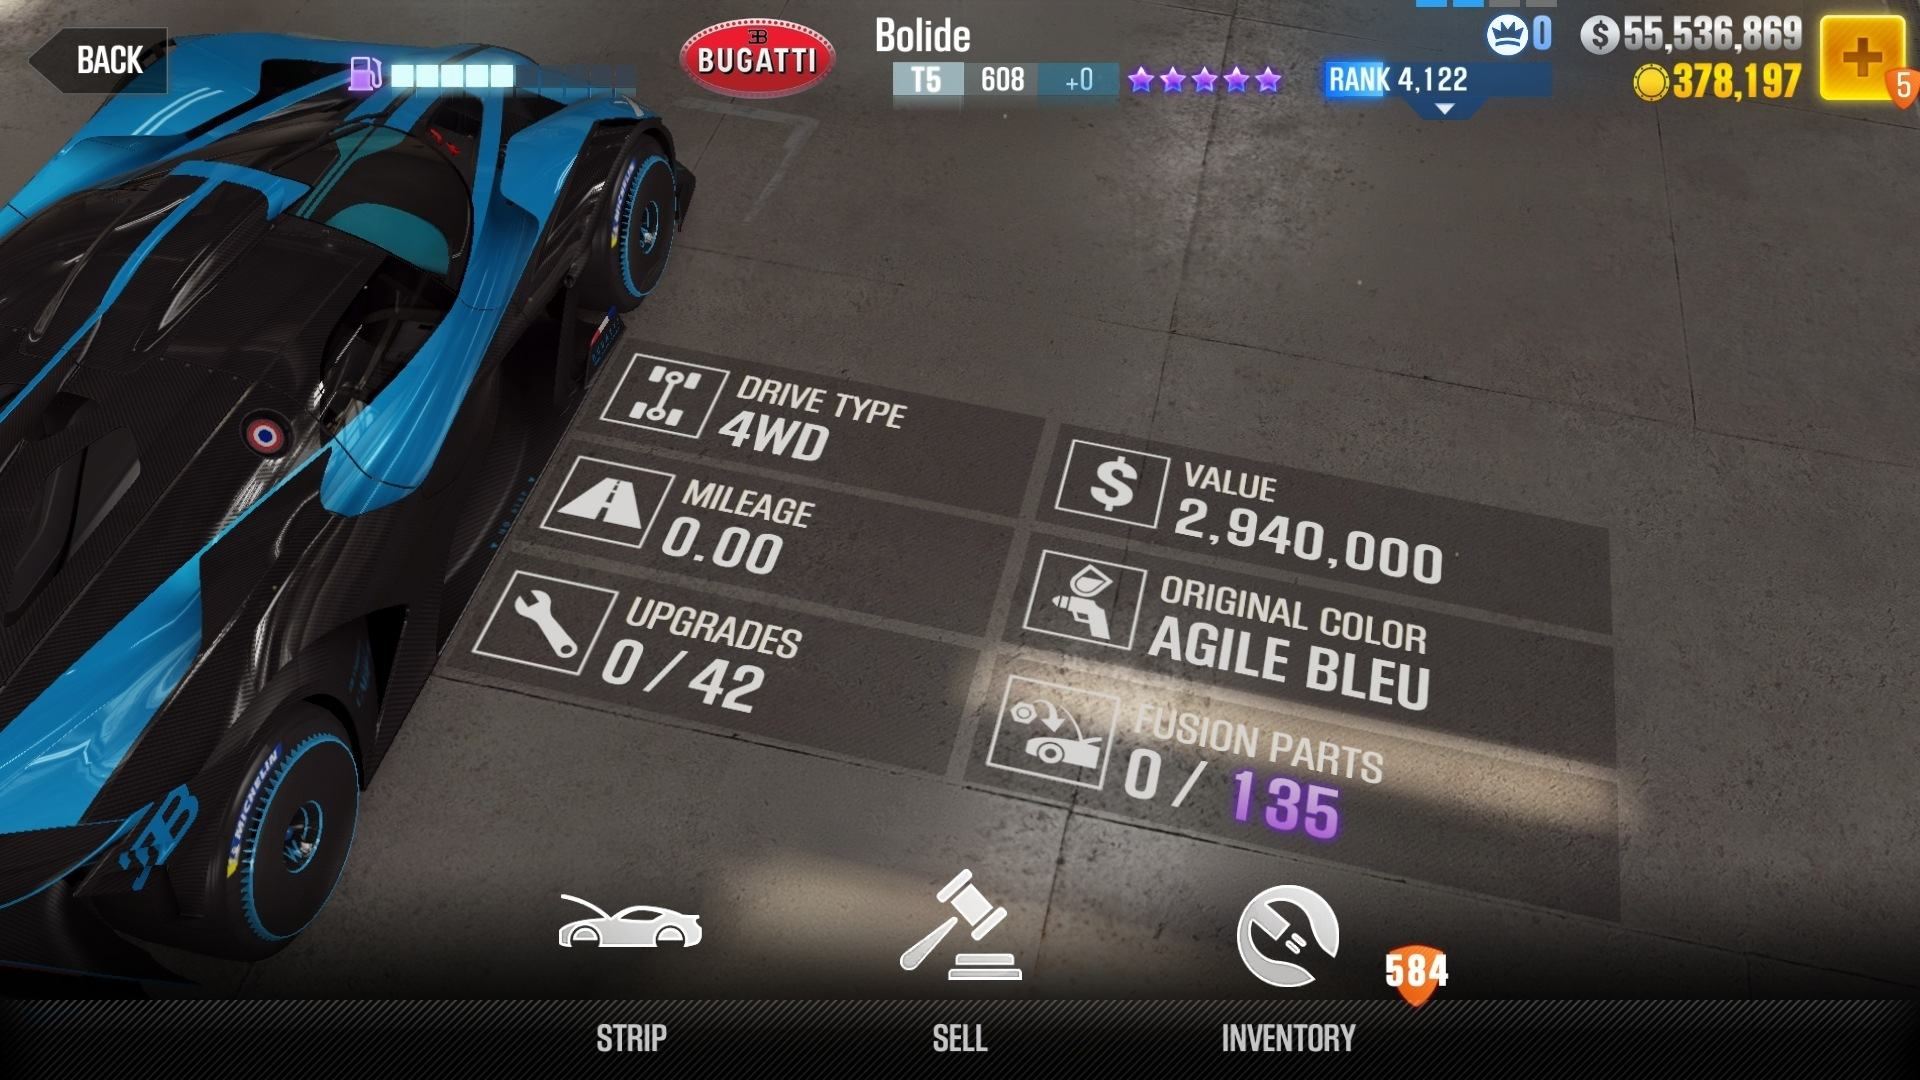 BACK
BUGATTI
Bolide
T5 608 +0
RANK 4,122
0
$ 55,536,869
378,197
5
DRIVE TYPE
4WD
MILEAGE
0.00
UPGRADES
0 / 42
$ VALUE
2,940,000
ORIGINAL COLOR
AGILE BLEU
FUSION PARTS
0 / 135
MICHELIN
MICHELIN
584
STRIP
SELL
INVENTORY